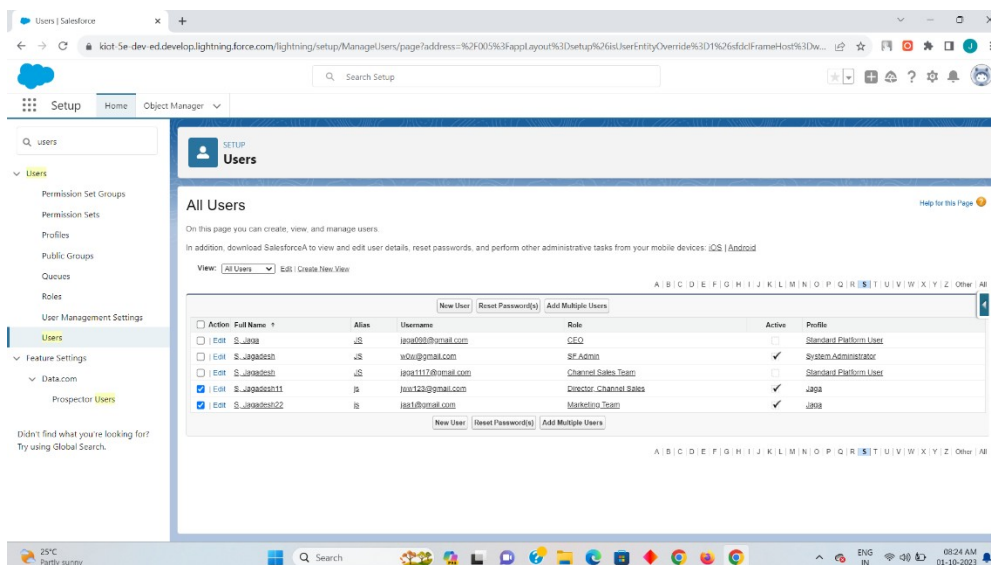 Users | Salesforce
kiot-5e-dev-ed.develop.lightning.force.com/lightning/setup/ManageUsers/page?address=%2F005%3FappLayout%3Dsetup%26isUserEntityOverride%3D1%26sfdcIFrameHost%3Dw...
Search Setup
Setup Home Object Manager
users
Users
Permission Set Groups
Permission Sets
Profiles
Public Groups
Queues
Roles
User Management Settings
Users
Feature Settings
Data.com
Prospector Users
Didn't find what you're looking for?
Try using Global Search.
SETUP
Users
All Users
Help for this Page
On this page you can create, view, and manage users.
In addition, download SalesforceA to view and edit user details, reset passwords, and perform other administrative tasks from your mobile devices: iOS | Android
View: All Users Edit | Create New View
A | B | C | D | E | F | G | H | I | J | K | L | M | N | O | P | Q | R | S | T | U | V | W | X | Y | Z | Other | All
New User Reset Password(s) Add Multiple Users
Action Full Name ↑ Alias Username Role Active Profile
Edit S, Jaga JS jaga098@gmail.com CEO Standard Platform User
Edit S, Jagadesh JS w0w@gmail.com SF Admin System Administrator
Edit S, Jagadesh JS jaga1117@gmail.com Channel Sales Team Standard Platform User
Edit S, Jagadesh11 js Director, Channel Sales Jaga
Edit S, Jagadesh22 js jaa1@gmail.com Marketing Team Jaga
New User Reset Password(s) Add Multiple Users
A | B | C | D | E | F | G | H | I | J | K | L | M | N | O | P | Q | R | S | T | U | V | W | X | Y | Z | Other | All
25°C
Partly sunny
Search
ENG
IN
08:24 AM
01-10-2023